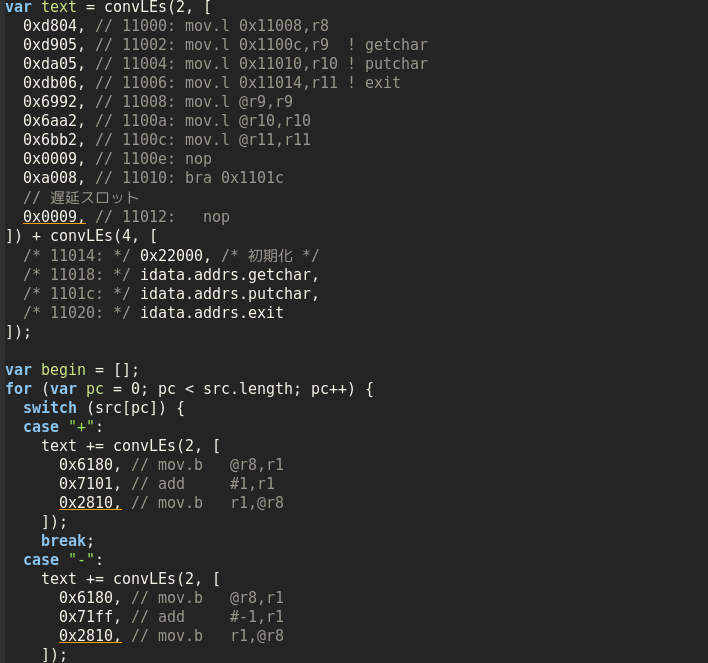 var text = convLEs(2, [
  0xd804, // 11000: mov.l 0x11008,r8
  0xd905, // 11002: mov.l 0x1100c,r9  ! getchar
  0xda05, // 11004: mov.l 0x11010,r10 ! putchar
  0xdb06, // 11006: mov.l 0x11014,r11 ! exit
  0x6992, // 11008: mov.l @r9,r9
  0x6aa2, // 1100a: mov.l @r10,r10
  0x6bb2, // 1100c: mov.l @r11,r11
  0x0009, // 1100e: nop
  0xa008, // 11010: bra 0x1101c
  // 遅延スロット
  0x0009, // 11012:   nop
]) + convLEs(4, [
  /* 11014: */ 0x22000, /* 初期化 */
  /* 11018: */ idata.addrs.getchar,
  /* 1101c: */ idata.addrs.putchar,
  /* 11020: */ idata.addrs.exit
]);

var begin = [];
for (var pc = 0; pc < src.length; pc++) {
  switch (src[pc]) {
  case "+":
    text += convLEs(2, [
      0x6180, // mov.b   @r8,r1
      0x7101, // add     #1,r1
      0x2810, // mov.b   r1,@r8
    ]);
    break;
  case "-":
    text += convLEs(2, [
      0x6180, // mov.b   @r8,r1
      0x71ff, // add     #-1,r1
      0x2810, // mov.b   r1,@r8
    ]);